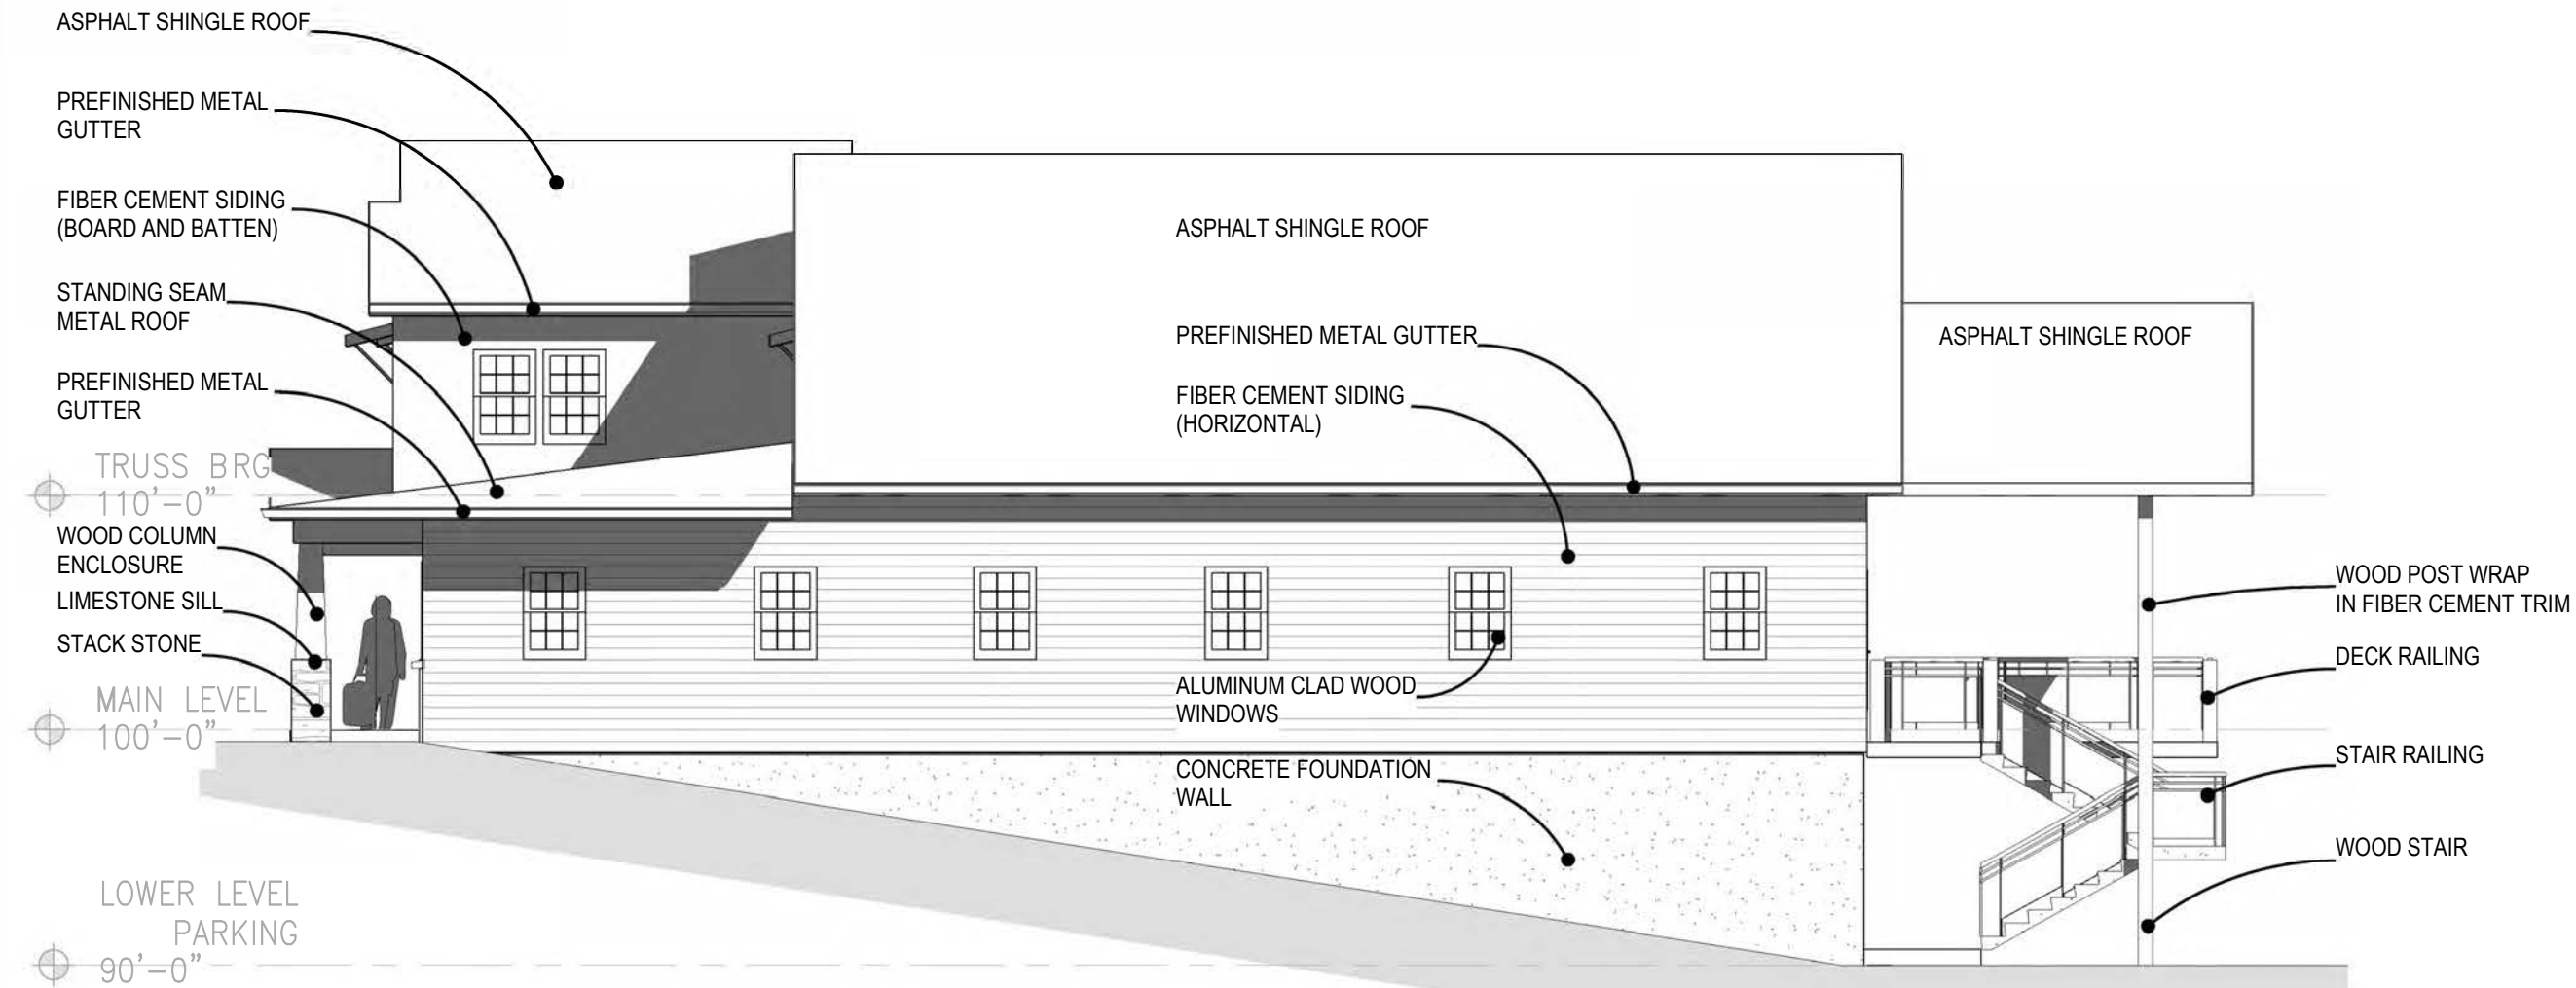 ASPHALT SHINGLE ROOF
PREFINISHED METAL
GUTTER
FIBER CEMENT SIDING
(BOARD AND BATTEN)
STANDING SEAM
METAL ROOF
PREFINISHED METAL
GUTTER
TRUSS BRG
110'-0"
WOOD COLUMN
ENCLOSURE
LIMESTONE SILL
STACK STONE
MAIN LEVEL
100'-0"
LOWER LEVEL
PARKING
90'-0"
ASPHALT SHINGLE ROOF
PREFINISHED METAL GUTTER
FIBER CEMENT SIDING
(HORIZONTAL)
ALUMINUM CLAD WOOD
WINDOWS
CONCRETE FOUNDATION
WALL
ASPHALT SHINGLE ROOF
WOOD POST WRAP
IN FIBER CEMENT TRIM
DECK RAILING
STAIR RAILING
WOOD STAIR